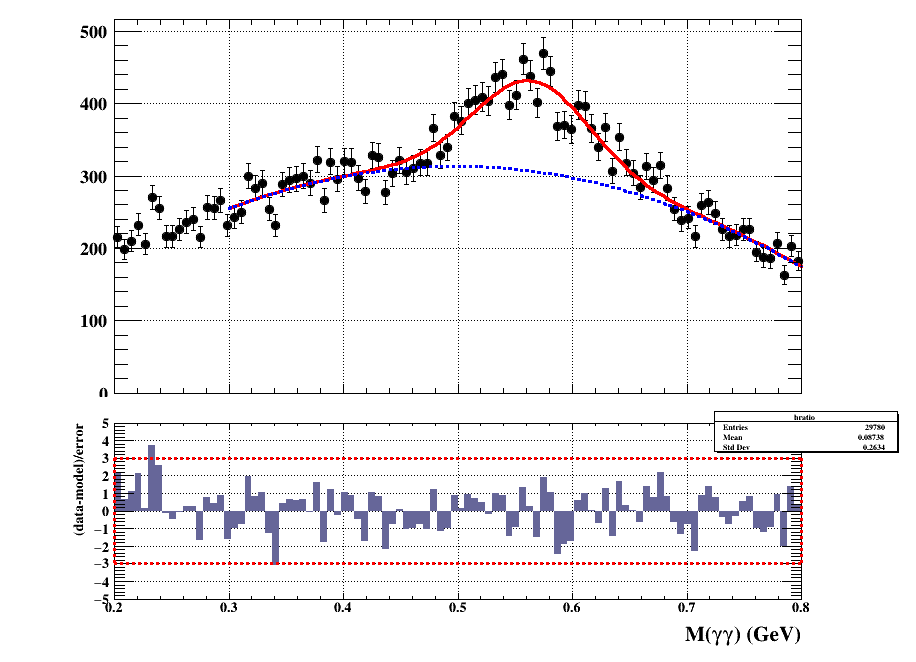 500
400
300
200
100
0
hratio
Entries 29780
Mean 0.08738
Std Dev 0.2634
(data-model)/error
5
4
3
2
1
0
−1
−2
−3
−4
−5
0.2 0.3 0.4 0.5 0.6 0.7 0.8
M(γγ) (GeV)